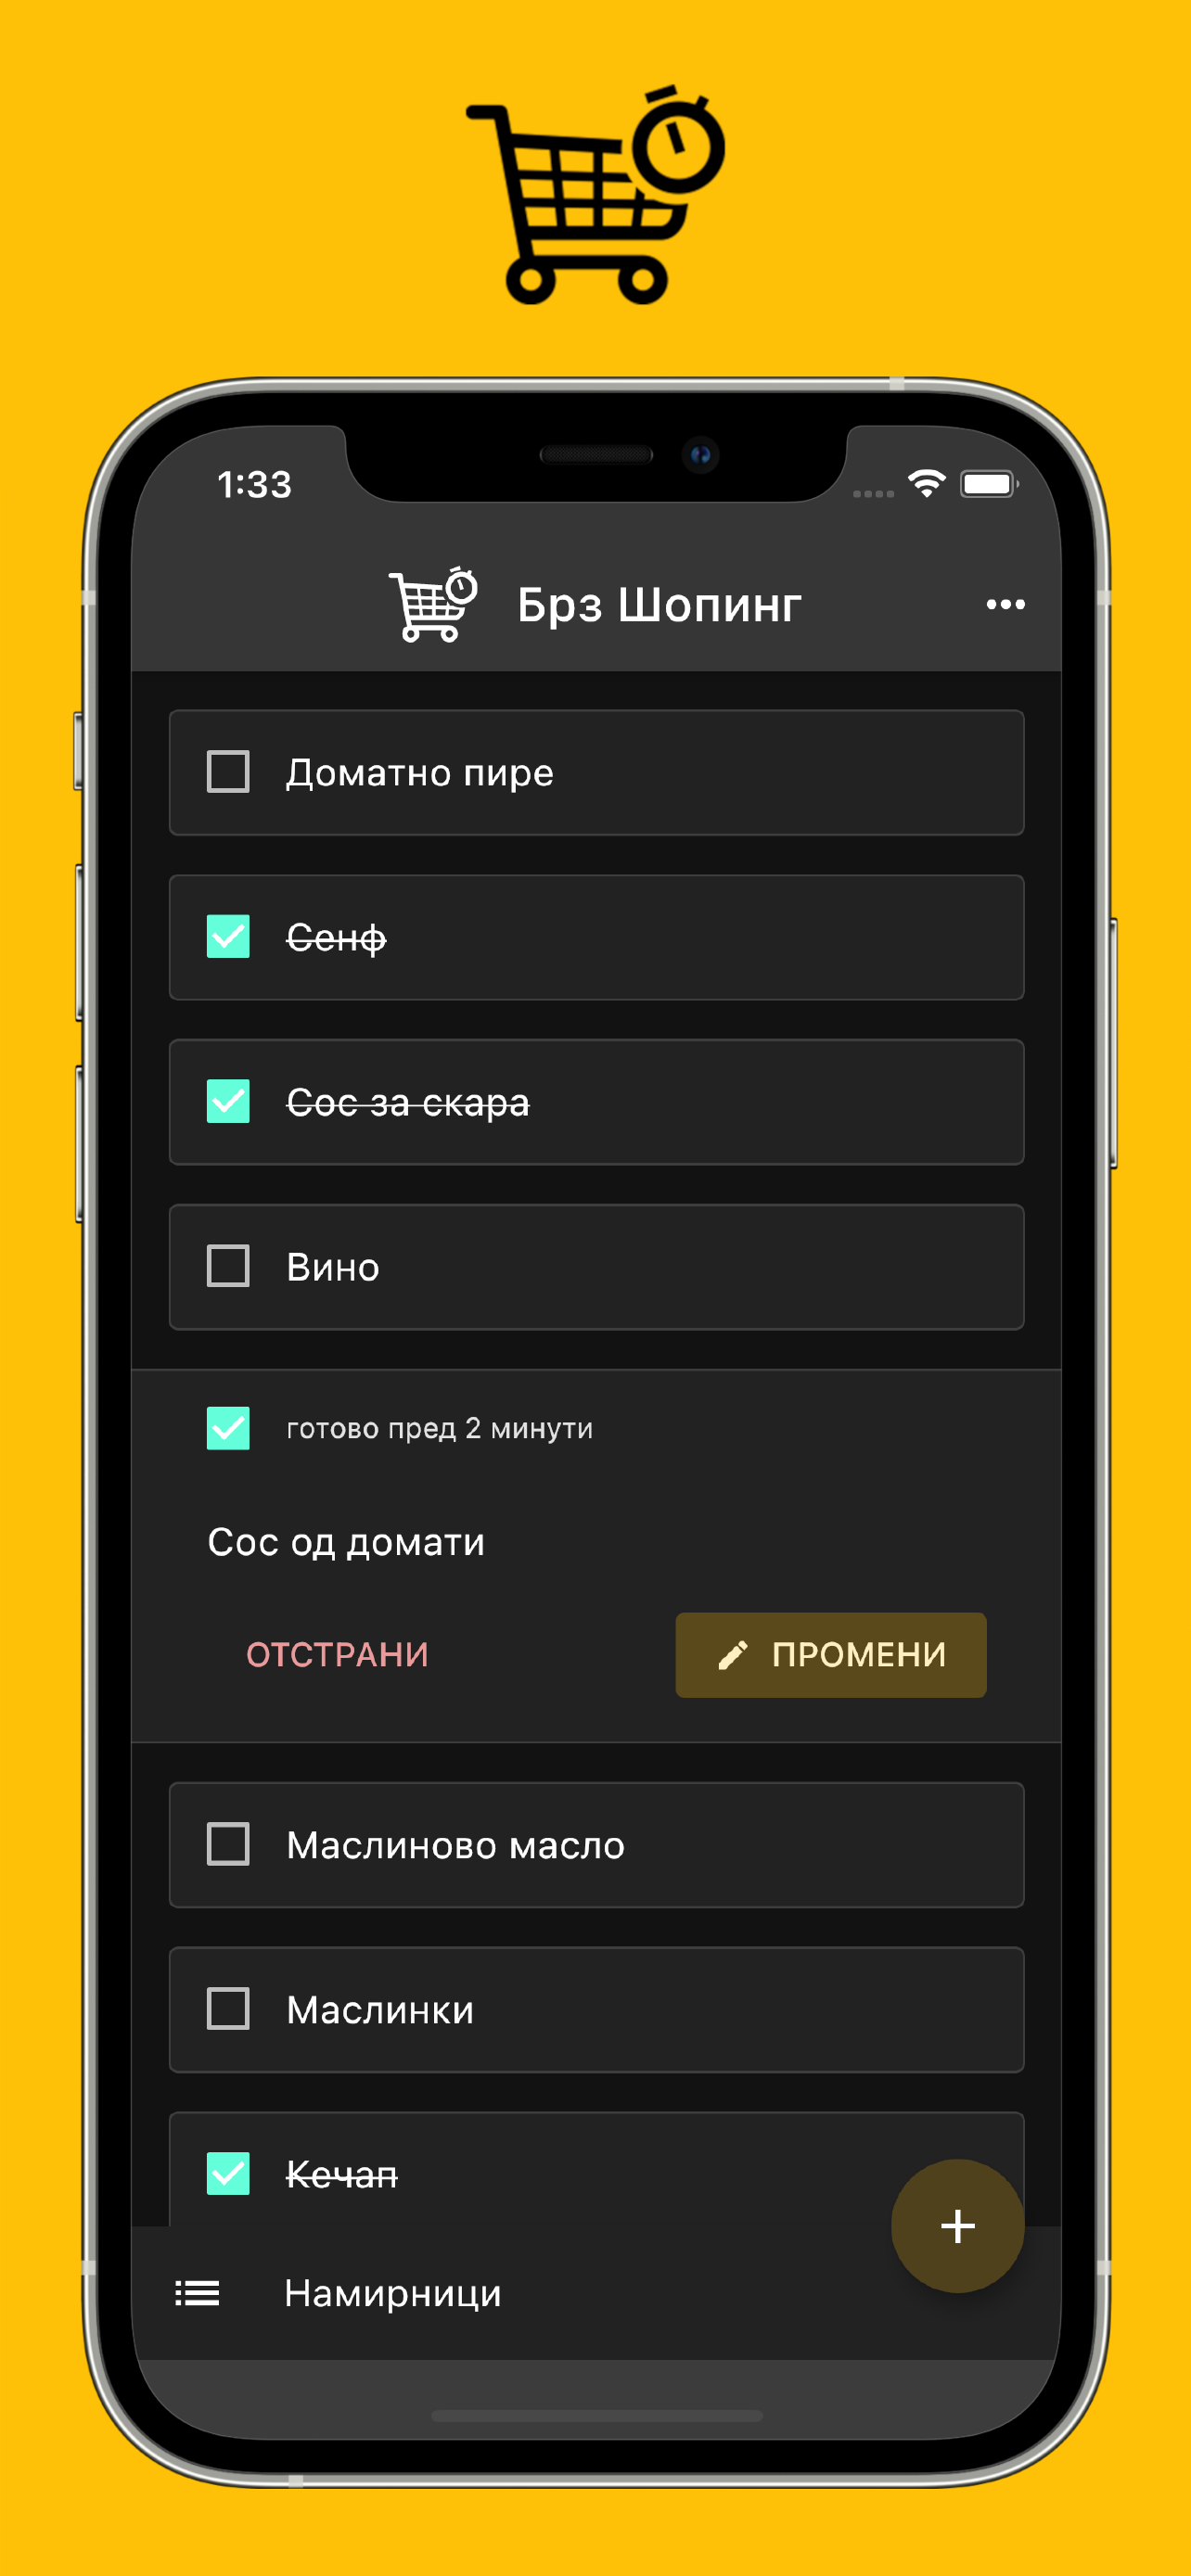 1:33
Брз Шопинг
Доматно пире
Сенф
Сос за скара
Вино
готово пред 2 минути
Сос од домати
ОТСТРАНИ
ПРОМЕНИ
Маслиново масло
Маслинки
Кечап
Намирници